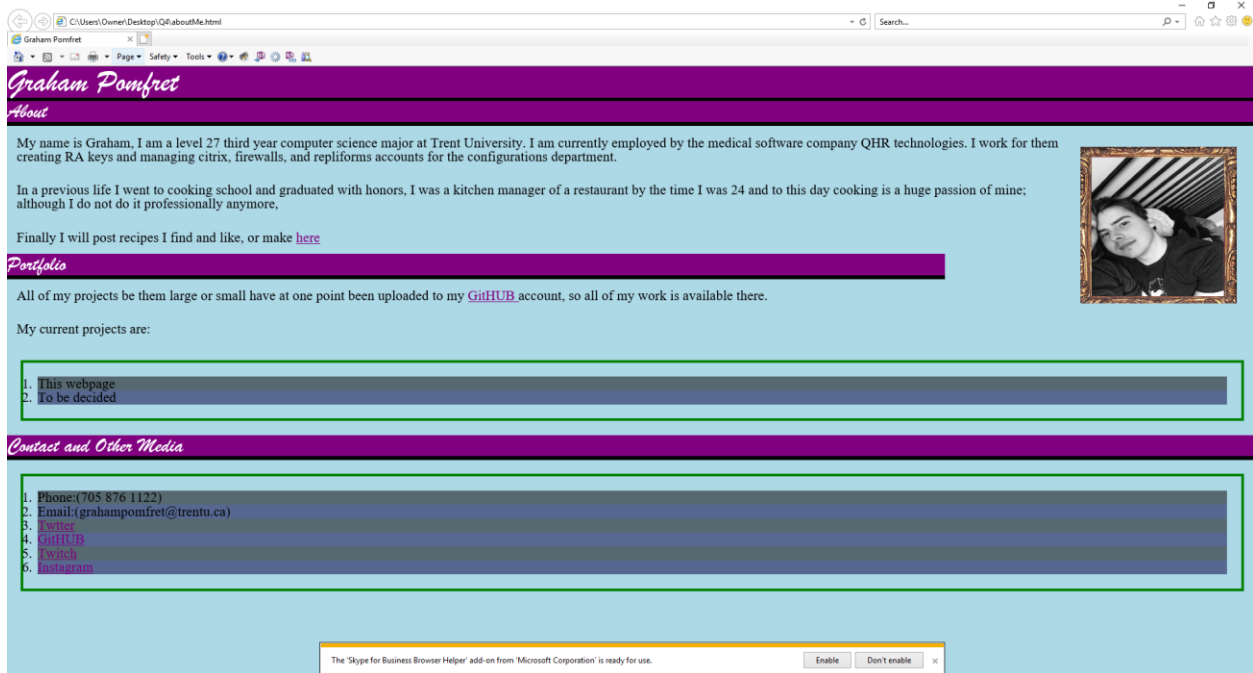 C:\Users\Owner\Desktop\Q4\aboutMe.html
Search...
Graham Pomfret
Page Safety Tools
Graham Pomfret
About
My name is Graham, I am a level 27 third year computer science major at Trent University. I am currently employed by the medical software company QHR technologies. I work for them
creating RA keys and managing citrix, firewalls, and repliforms accounts for the configurations department.
In a previous life I went to cooking school and graduated with honors, I was a kitchen manager of a restaurant by the time I was 24 and to this day cooking is a huge passion of mine;
although I do not do it professionally anymore,
Finally I will post recipes I find and like, or make here
Portfolio
All of my projects be them large or small have at one point been uploaded to my GitHUB account, so all of my work is available there.
My current projects are:
1. This webpage
2. To be decided
Contact and Other Media
1. Phone:(705 876 1122)
2. Email:(grahampomfret@trentu.ca)
3. Twtter
4. GitHUB
5. Twitch
6. Instagram
The 'Skype for Business Browser Helper' add-on from 'Microsoft Corporation' is ready for use.
Enable
Don't enable